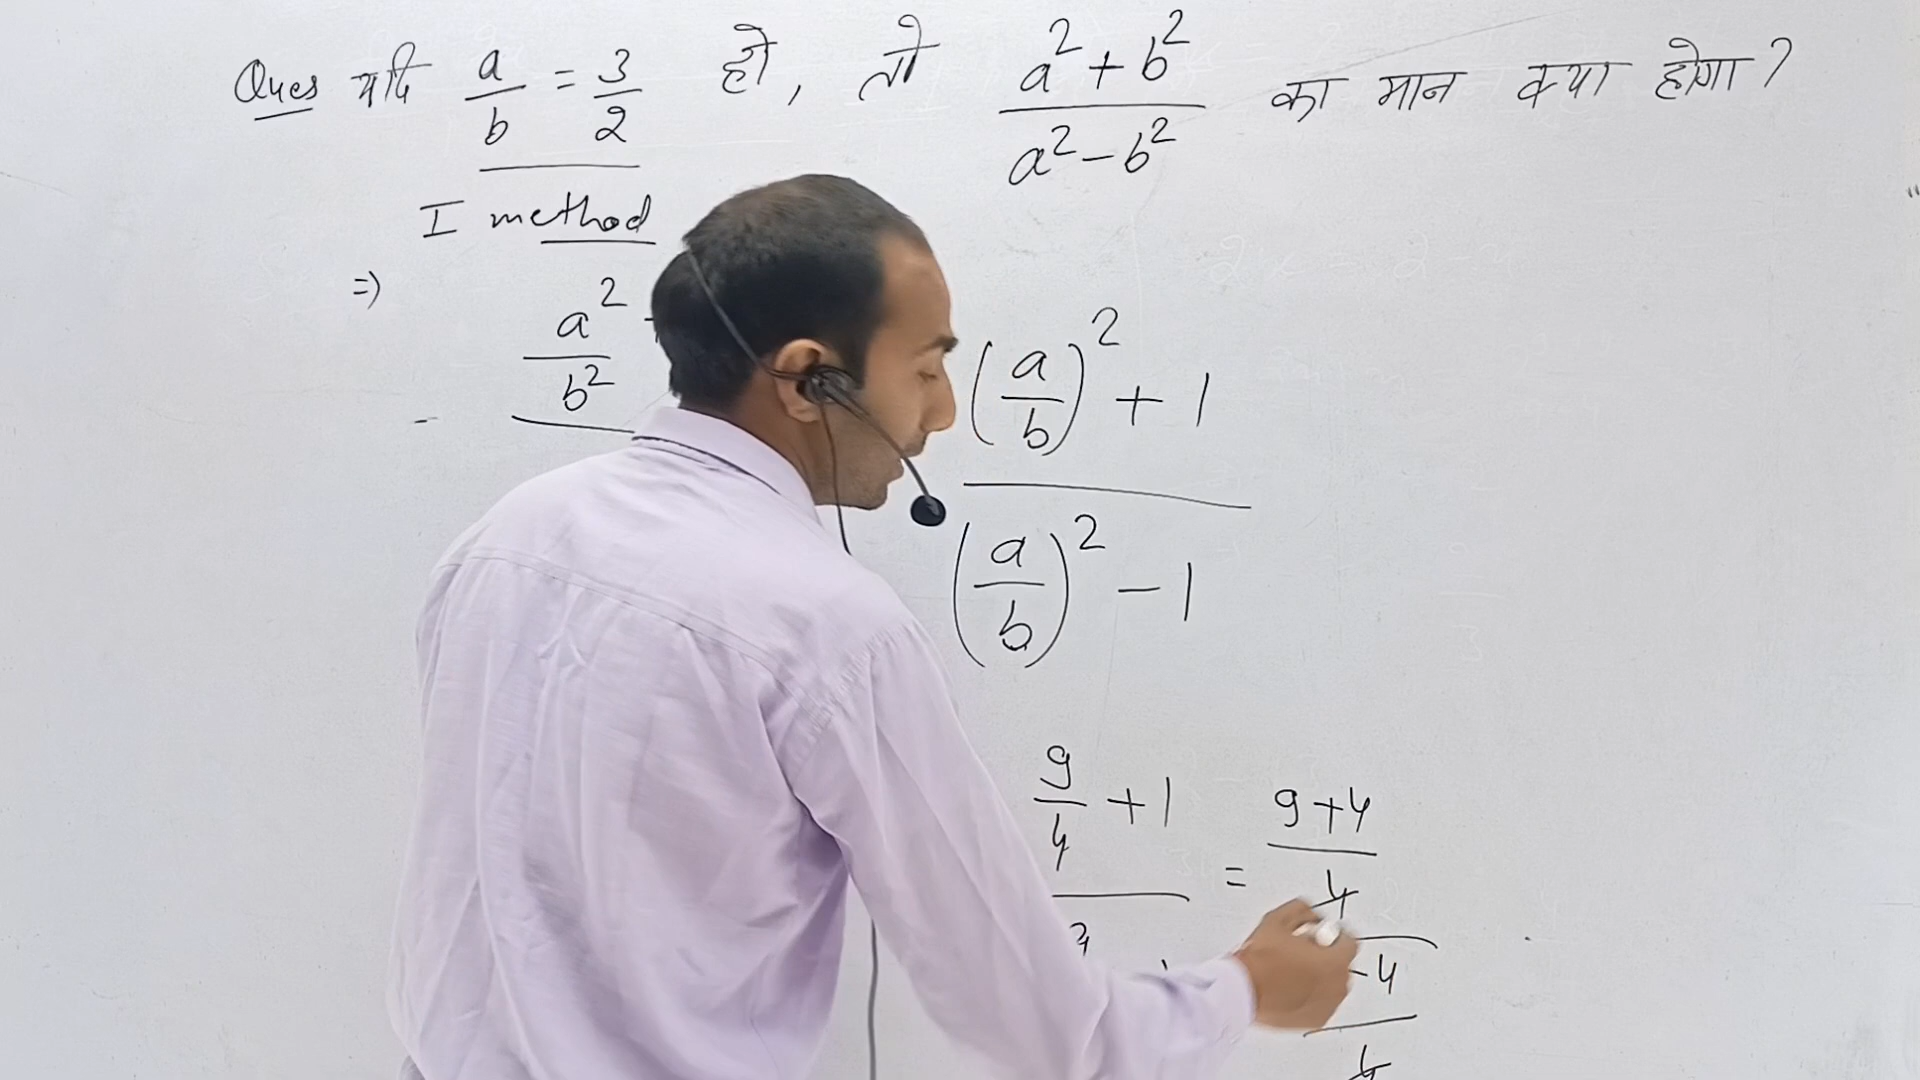 Ques यदि a/b = 3/2 हो, तो (a² + b²)/(a² - b²) का मान क्या होगा?
I method
=>
a²/b²
((a/b)² + 1)/((a/b)² - 1)
9/4 + 1 = (9+4)/4
-4
4